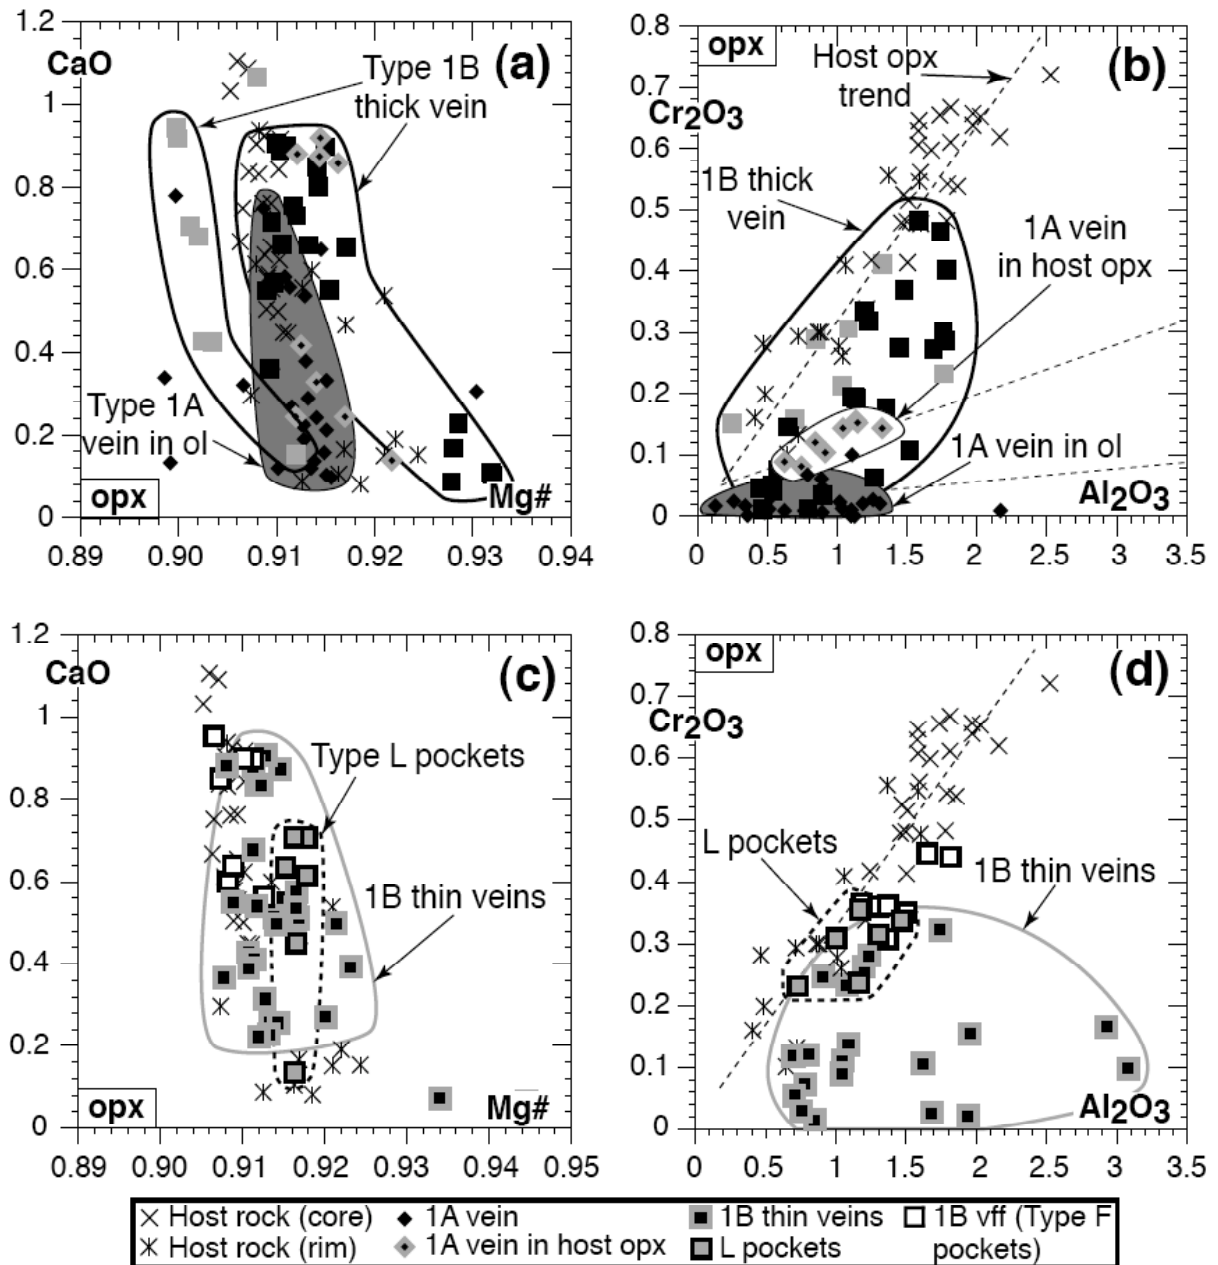 1.2
CaO
1
0.8
0.6
0.4
0.2
0
0.89 0.90 0.91 0.92 0.93 0.94
(a)
Type 1B
thick vein
Type 1A
vein in ol
opx
Mg#
0.8
opx
Cr2O3
0.7
0.6
0.5
0.4
0.3
0.2
0.1
0
0 0.5 1 1.5 2 2.5 3 3.5
(b)
Host opx
trend
1B thick
vein
1A vein
in host opx
1A vein in ol
Al2O3
1.2
CaO
1
0.8
0.6
0.4
0.2
0
0.89 0.90 0.91 0.92 0.93 0.94 0.95
(c)
Type L pockets
1B thin veins
opx
Mg#
0.8
opx
Cr2O3
0.7
0.6
0.5
0.4
0.3
0.2
0.1
0
0 0.5 1 1.5 2 2.5 3 3.5
(d)
L pockets
1B thin veins
Al2O3
Host rock (core) 1A vein 1B thin veins 1B vff (Type F
Host rock (rim) 1A vein in host opx L pockets pockets)